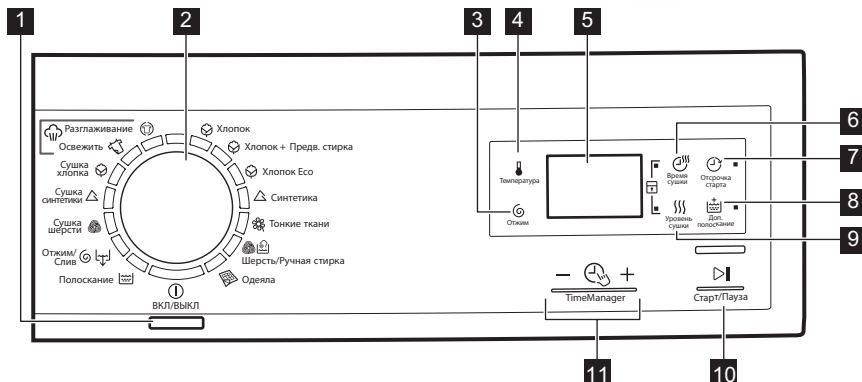 1
2
3
4
5
6
7
8
9
10
11
Разглаживание
Освежить
Сушка
хлопка
Сушка
синтетики
Сушка
шерсти
Отжим/
Слив
Полоскание
ВКЛ/ВЫКЛ
Хлопок
Хлопок + Предв. стирка
Хлопок Eco
Синтетика
Тонкие ткани
Шерсть/Ручная стирка
Одеяла
Температура
Отжим
Время
сушки
Отсрочка
старта
Уровень
сушки
Доп.
полоскание
TimeManager
Старт/Пауза